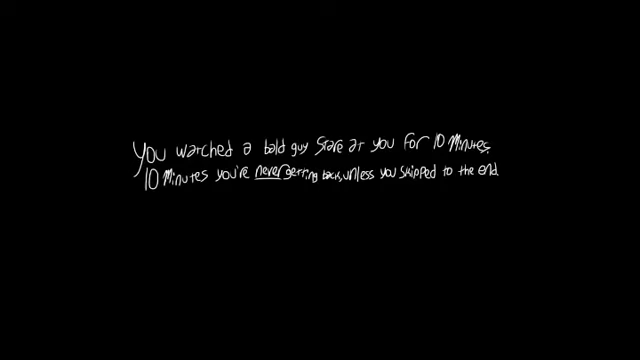 You watched a bald guy stare at you for 10 minutes.
10 minutes you're never getting back, unless you skipped to the end